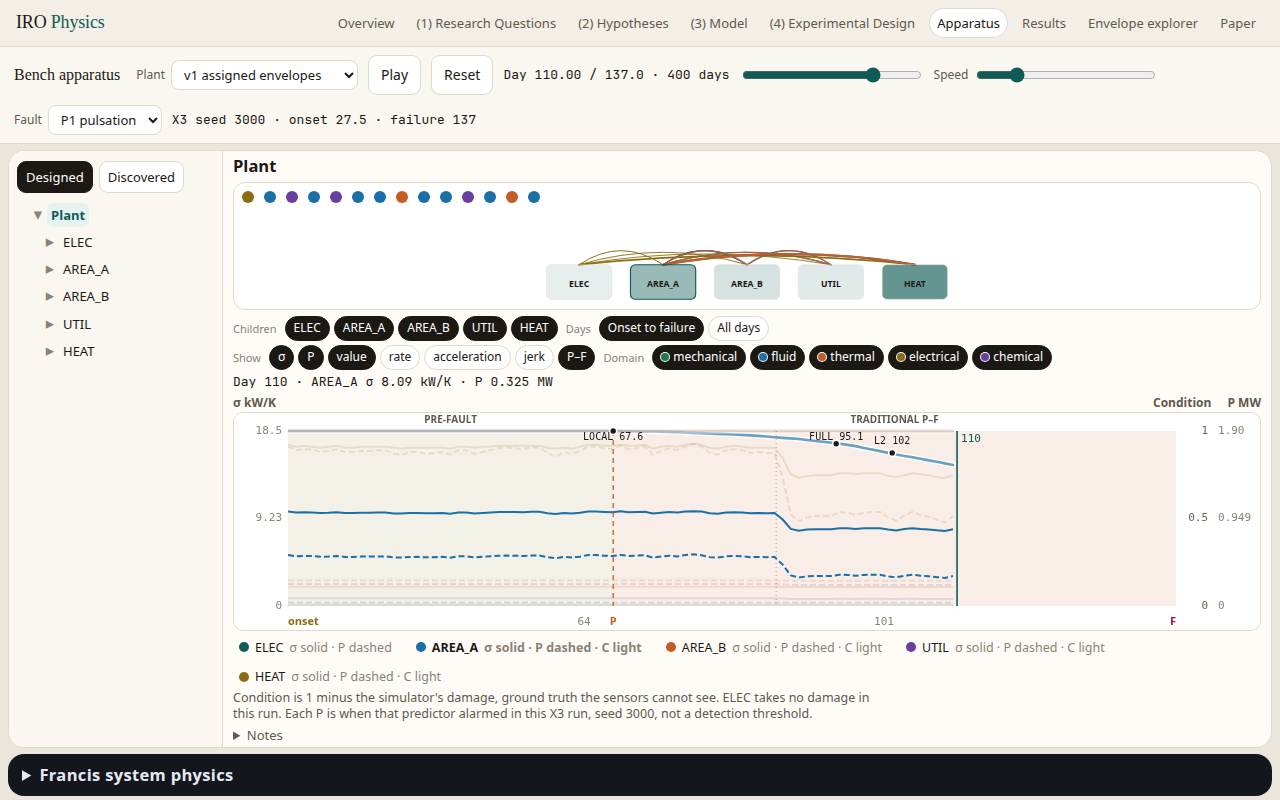 IRO Physics
Overview (1) Research Questions (2) Hypotheses (3) Model (4) Experimental Design Apparatus Results Envelope explorer Paper
Bench apparatus Plant v1 assigned envelopes Play Reset Day 110.00 / 137.0 · 400 days Speed
Fault P1 pulsation X3 seed 3000 · onset 27.5 · failure 137
Designed Discovered
▼ Plant
▶ ELEC
▶ AREA_A
▶ AREA_B
▶ UTIL
▶ HEAT
Plant
ELEC AREA_A AREA_B UTIL HEAT
Children ELEC AREA_A AREA_B UTIL HEAT Days Onset to failure All days
Show σ P value rate acceleration jerk P–F Domain mechanical fluid thermal electrical chemical
Day 110 · AREA_A σ 8.09 kW/K · P 0.325 MW
σ kW/K Condition P MW
PRE-FAULT TRADITIONAL P–F
18.5 LOCAL 67.6 FULL 95.1 L2 102 110 1 1.90
9.23 0.5 0.949
0 0 0
onset 64 P 101 F
ELEC σ solid · P dashed AREA_A σ solid · P dashed · C light AREA_B σ solid · P dashed · C light UTIL σ solid · P dashed · C light
HEAT σ solid · P dashed · C light
Condition is 1 minus the simulator's damage, ground truth the sensors cannot see. ELEC takes no damage in
this run. Each P is when that predictor alarmed in this X3 run, seed 3000, not a detection threshold.
▶ Notes
▶ Francis system physics